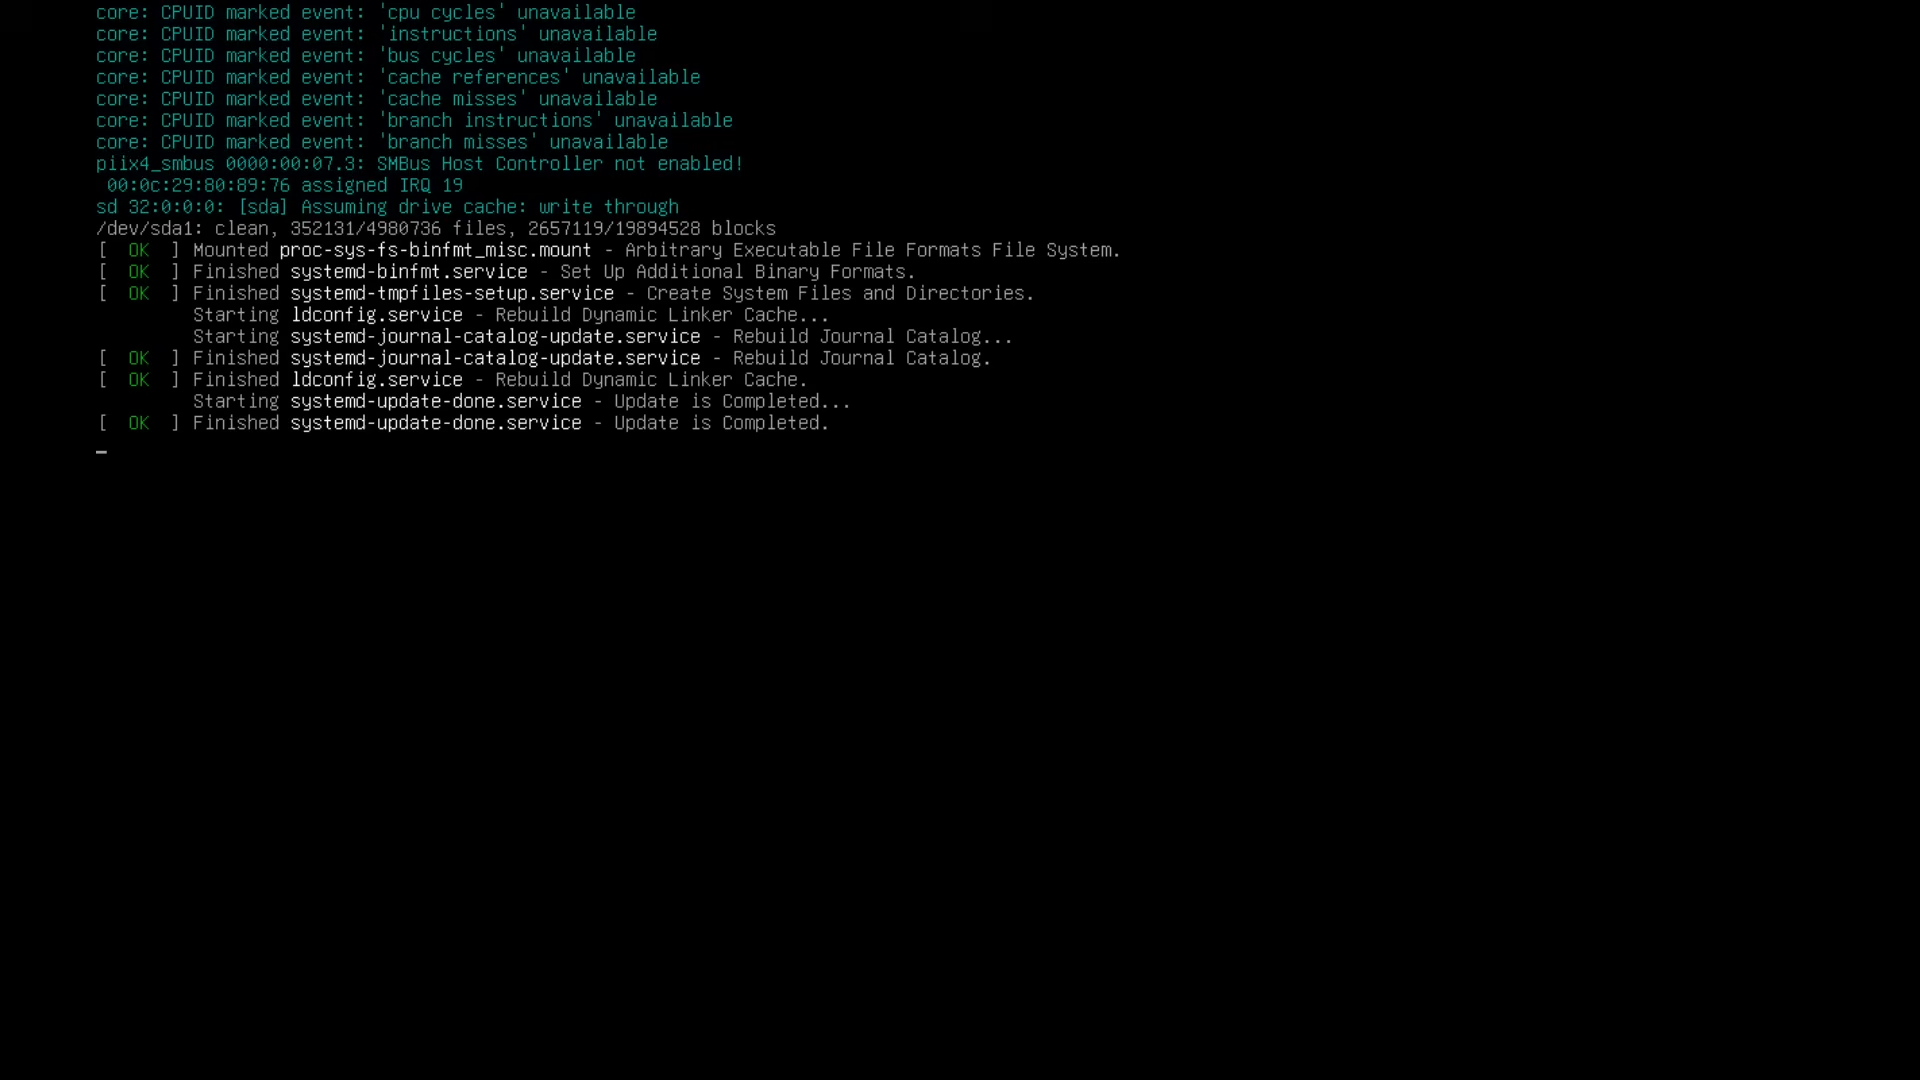 core: CPUID marked event: 'cpu cycles' unavailable
core: CPUID marked event: 'instructions' unavailable
core: CPUID marked event: 'bus cycles' unavailable
core: CPUID marked event: 'cache references' unavailable
core: CPUID marked event: 'cache misses' unavailable
core: CPUID marked event: 'branch instructions' unavailable
core: CPUID marked event: 'branch misses' unavailable
piix4_smbus 0000:00:07.3: SMBus Host Controller not enabled!
 00:0c:29:80:89:76 assigned IRQ 19
sd 32:0:0:0: [sda] Assuming drive cache: write through
/dev/sda1: clean, 352131/4980736 files, 2657119/19894528 blocks
[  OK  ] Mounted proc-sys-fs-binfmt_misc.mount - Arbitrary Executable File Formats File System.
[  OK  ] Finished systemd-binfmt.service - Set Up Additional Binary Formats.
[  OK  ] Finished systemd-tmpfiles-setup.service - Create System Files and Directories.
         Starting ldconfig.service - Rebuild Dynamic Linker Cache...
         Starting systemd-journal-catalog-update.service - Rebuild Journal Catalog...
[  OK  ] Finished systemd-journal-catalog-update.service - Rebuild Journal Catalog.
[  OK  ] Finished ldconfig.service - Rebuild Dynamic Linker Cache.
         Starting systemd-update-done.service - Update is Completed...
[  OK  ] Finished systemd-update-done.service - Update is Completed.